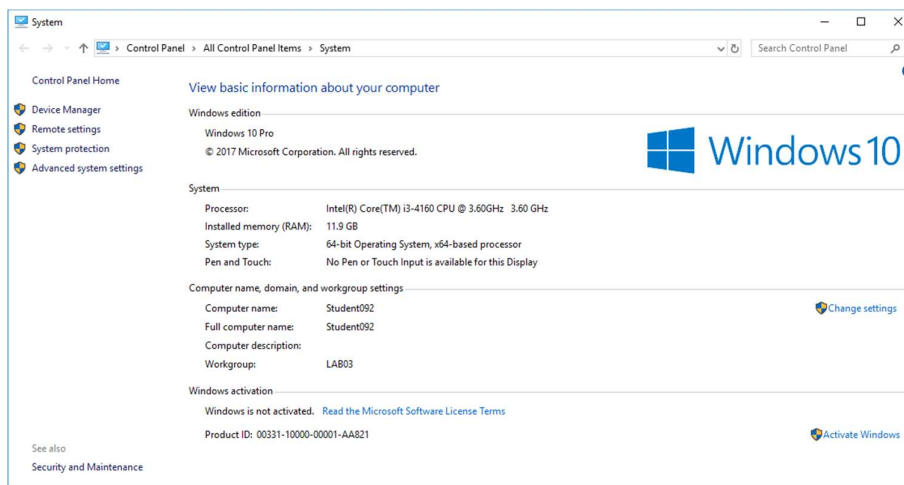 System
Control Panel > All Control Panel Items > System
Search Control Panel
Control Panel Home
Device Manager
Remote settings
System protection
Advanced system settings
View basic information about your computer
Windows edition
Windows 10 Pro
© 2017 Microsoft Corporation. All rights reserved.
Windows 10
System
Processor: Intel(R) Core(TM) i3-4160 CPU @ 3.60GHz 3.60 GHz
Installed memory (RAM): 11.9 GB
System type: 64-bit Operating System, x64-based processor
Pen and Touch: No Pen or Touch Input is available for this Display
Computer name, domain, and workgroup settings
Computer name: Student092
Change settings
Full computer name: Student092
Computer description:
Workgroup: LAB03
Windows activation
Windows is not activated. Read the Microsoft Software License Terms
Product ID: 00331-10000-00001-AA821
Activate Windows
See also
Security and Maintenance